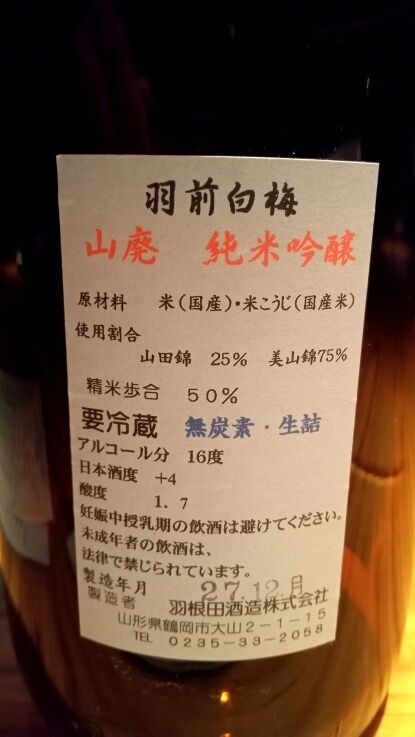 羽前白梅
山廃 純米吟醸
原材料 米(国産)・米こうじ(国産米)
使用割合
山田錦 25% 美山錦75%
精米歩合 50%
要冷蔵 無炭素・生詰
アルコール分 16度
日本酒度 +4
酸度 1.7
妊娠中授乳期の飲酒は避けてください。
未成年者の飲酒は、
法律で禁じられています。
製造年月 27.12月
製造者 羽根田酒造株式会社
山形県鶴岡市大山2-1-15
TEL 0235-33-2058